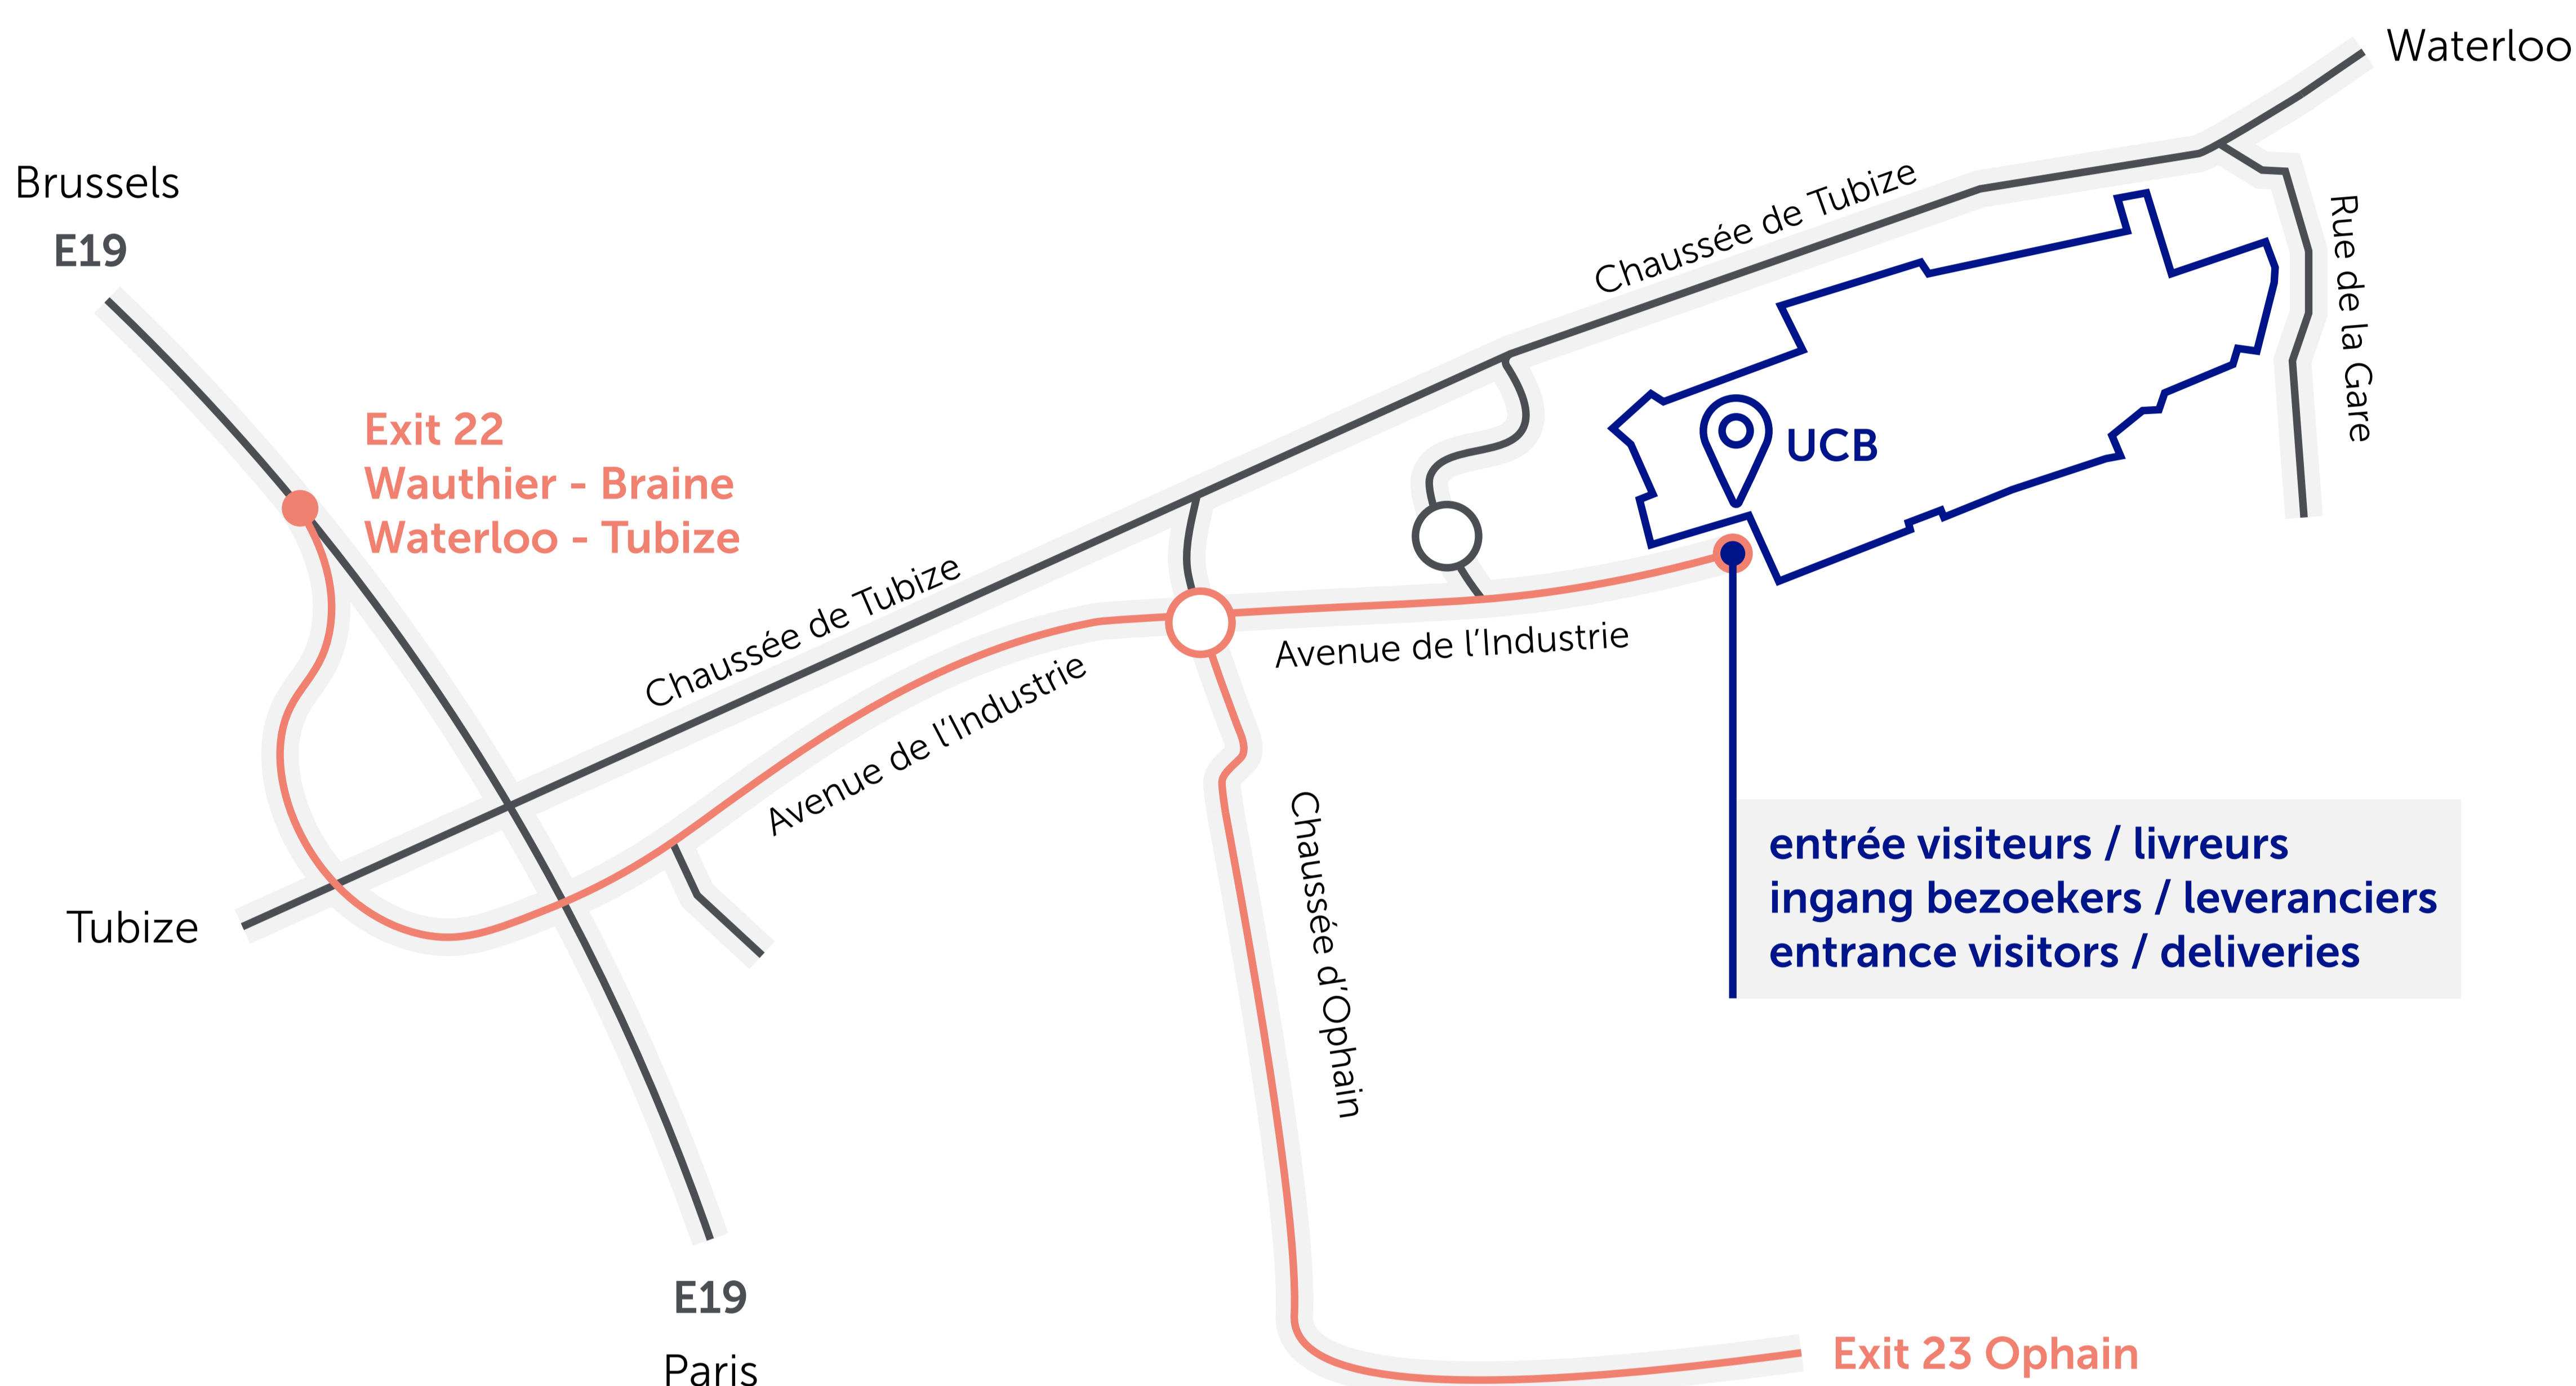 Waterloo
Brussels
E19
Chaussée de Tubize
Rue de la Gare
Exit 22
Wauthier - Braine
Waterloo - Tubize
UCB
Chaussée de Tubize
Avenue de l'Industrie
Avenue de l'Industrie
Chaussée d'Ophain
entrée visiteurs / livreurs
ingang bezoekers / leveranciers
entrance visitors / deliveries
Tubize
E19
Paris
Exit 23 Ophain